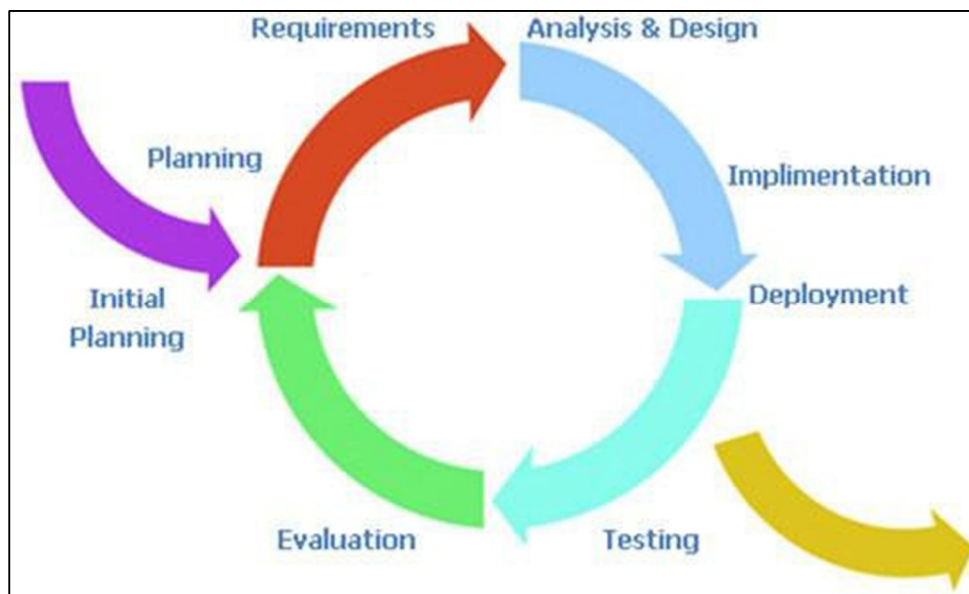 Requirements
Analysis & Design
Planning
Implimentation
Initial
Planning
Deployment
Evaluation
Testing